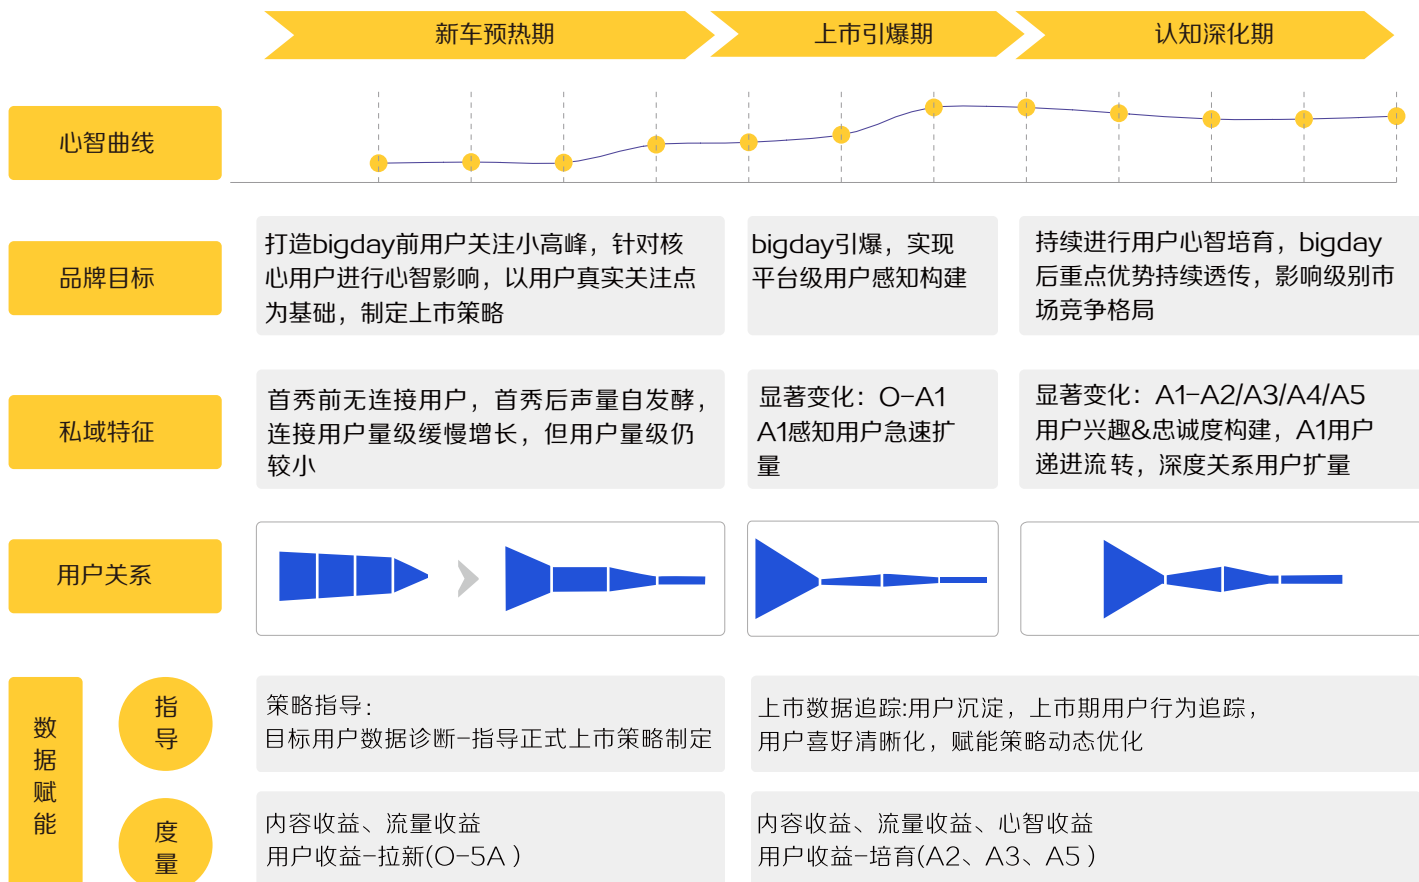 新车预热期
上市引爆期
认知深化期
心智曲线
品牌目标
打造bigday前用户关注小高峰，针对核
心用户进行心智影响，以用户真实关注点
为基础，制定上市策略
bigday引爆，实现
平台级用户感知构建
持续进行用户心智培育，bigday
后重点优势持续透传，影响级别市
场竞争格局
私域特征
首秀前无连接用户，首秀后声量自发酵，
连接用户量级缓慢增长，但用户量级仍
较小
显著变化：O-A1
A1感知用户急速扩
量
显著变化：A1-A2/A3/A4/A5
用户兴趣&忠诚度构建，A1用户
递进流转，深度关系用户扩量
用户关系
数
据
赋
能
指
导
策略指导：
目标用户数据诊断-指导正式上市策略制定
上市数据追踪:用户沉淀，上市期用户行为追踪，
用户喜好清晰化，赋能策略动态优化
度
量
内容收益、流量收益
用户收益-拉新(O-5A )
内容收益、流量收益、心智收益
用户收益-培育(A2、A3、A5 )